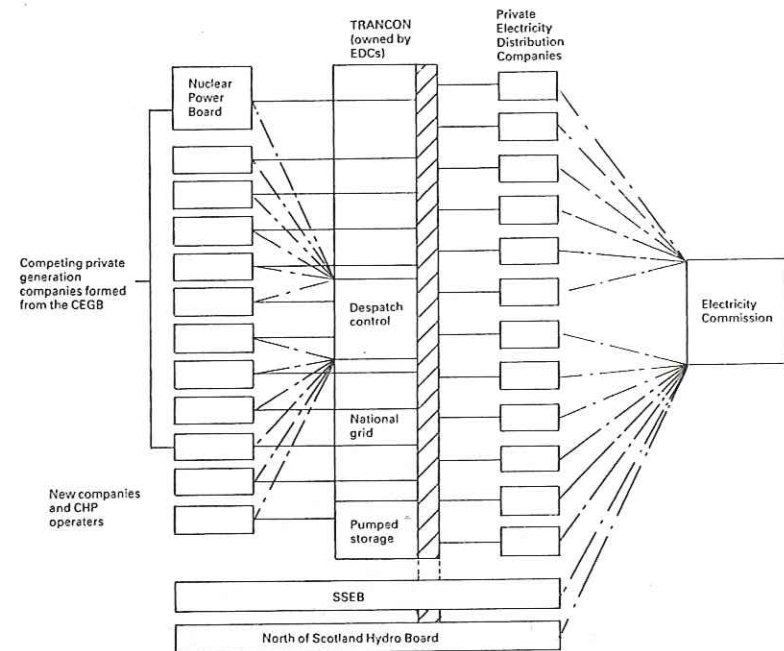 TRANCON
(owned by
EDCs)
Private
Electricity
Distribution
Companies
Nuclear
Power
Board
Competing private
generation
companies formed
from the CEGB
Despatch
control
Electricity
Commission
National
grid
New companies
and CHP
operaters
Pumped
storage
SSEB
North of Scotland Hydro Board